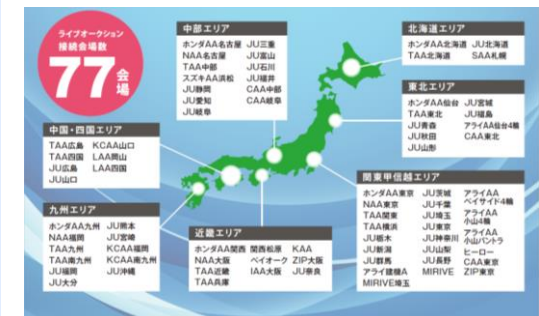 ライブオークション
接続会場数
77会場
中部エリア
ホンダAA名古屋 JU三重
NAA名古屋 JU富山
TAA中部 JU石川
スズキAA浜松 JU福井
JU静岡 CAA中部
JU愛知 CAA岐阜
JU岐阜
北海道エリア
ホンダAA北海道 JU北海道
TAA北海道 SAA札幌
東北エリア
ホンダAA仙台 JU宮城
TAA東北 JU福島
JU青森 アライAA仙台4輪
JU秋田 CAA東北
JU山形
中国・四国エリア
TAA広島 KCAA山口
TAA四国 LAA岡山
JU広島 LAA四国
JU山口
関東甲信越エリア
ホンダAA東京 JU茨城 アライAA
NAA東京 JU千葉 ベイサイド4輪
TAA関東 JU埼玉 アライAA
TAA横浜 JU東京 小山4輪
JU栃木 JU神奈川 アライAA
JU新潟 JU山梨 小山バントラ
JU群馬 JU長野 ヒーロー
アライ建機A MIRIVE CAA東京
MIRIVE埼玉 ZIP東京
九州エリア
ホンダAA九州 JU熊本
NAA福岡 JU宮崎
TAA九州 KCAA福岡
TAA南九州 KCAA南九州
JU福岡 JU沖縄
JU大分
近畿エリア
ホンダAA関西 関西松原 KAA
NAA大阪 ベイオーク ZIP大阪
TAA近畿 IAA大阪 JU奈良
TAA兵庫